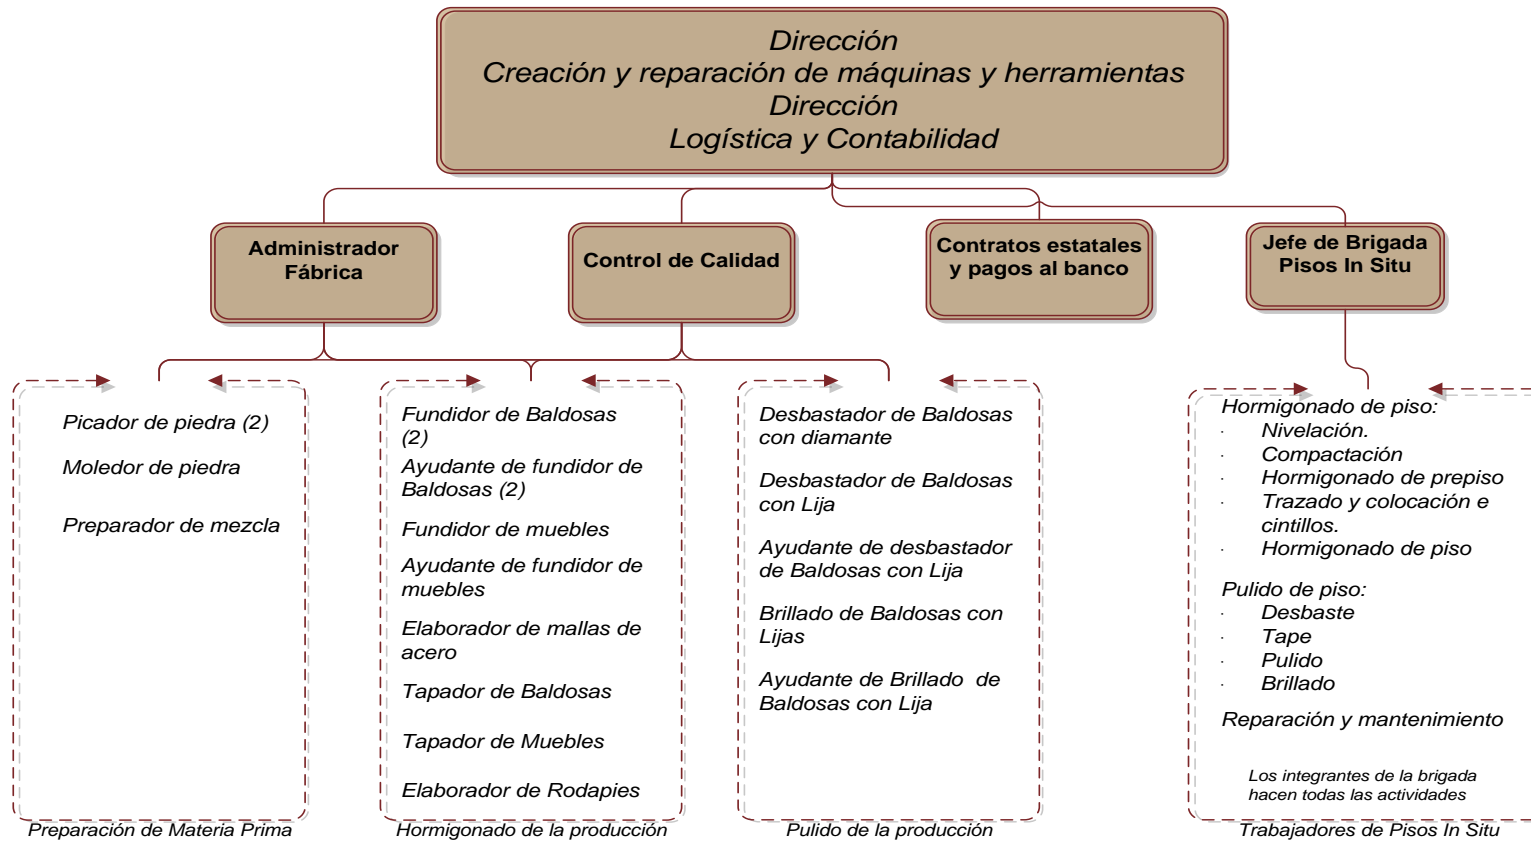 Dirección
Creación y reparación de máquinas y herramientas
Dirección
Logística y Contabilidad
Administrador
Fábrica
Control de Calidad
Contratos estatales
y pagos al banco
Jefe de Brigada
Pisos In Situ
Picador de piedra (2)
Moledor de piedra
Preparador de mezcla
Preparación de Materia Prima
Fundidor de Baldosas
(2)
Ayudante de fundidor de
Baldosas (2)
Fundidor de muebles
Ayudante de fundidor de
muebles
Elaborador de mallas de
acero
Tapador de Baldosas
Tapador de Muebles
Elaborador de Rodapies
Hormigonado de la producción
Desbastador de Baldosas
con diamante
Desbastador de Baldosas
con Lija
Ayudante de desbastador
de Baldosas con Lija
Brillado de Baldosas con
Lijas
Ayudante de Brillado de
Baldosas con Lija
Pulido de la producción
Hormigonado de piso:
· Nivelación.
· Compactación
· Hormigonado de prepiso
· Trazado y colocación e
cintillos.
· Hormigonado de piso
Pulido de piso:
· Desbaste
· Tape
· Pulido
· Brillado
Reparación y mantenimiento
Los integrantes de la brigada
hacen todas las actividades
Trabajadores de Pisos In Situ